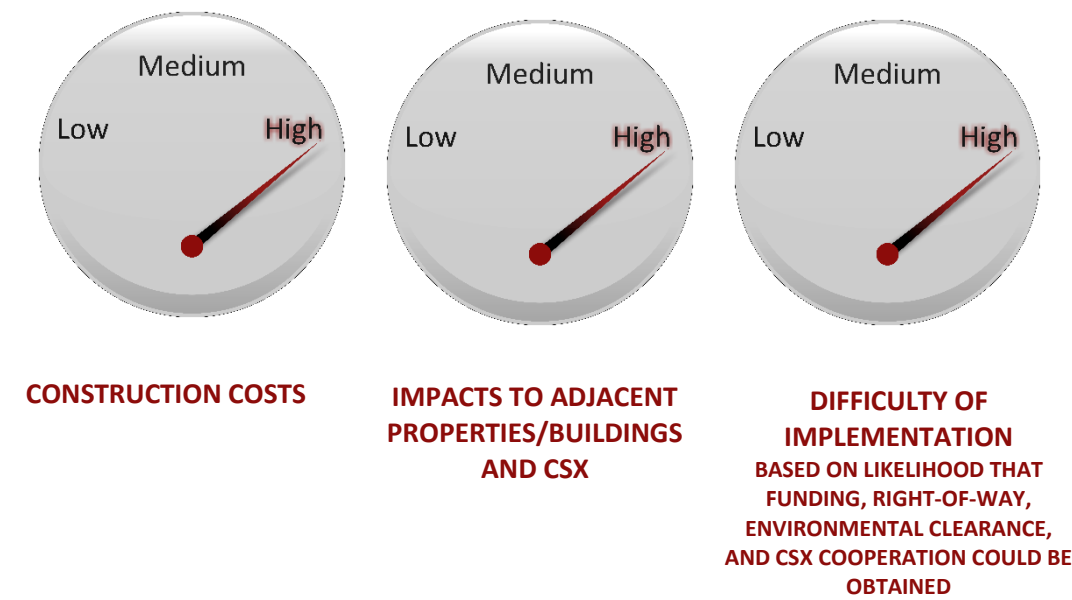 Medium
Low
High
Medium
Low
High
Medium
Low
High
CONSTRUCTION COSTS
IMPACTS TO ADJACENT
PROPERTIES/BUILDINGS
AND CSX
DIFFICULTY OF
IMPLEMENTATION
BASED ON LIKELIHOOD THAT
FUNDING, RIGHT-OF-WAY,
ENVIRONMENTAL CLEARANCE,
AND CSX COOPERATION COULD BE
OBTAINED